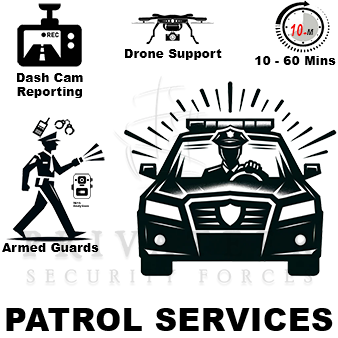 REC
Drone Support
10-M
10 - 60 Mins
Dash Cam
Reporting
Armed Guards
SECURITY FORCES
PATROL SERVICES